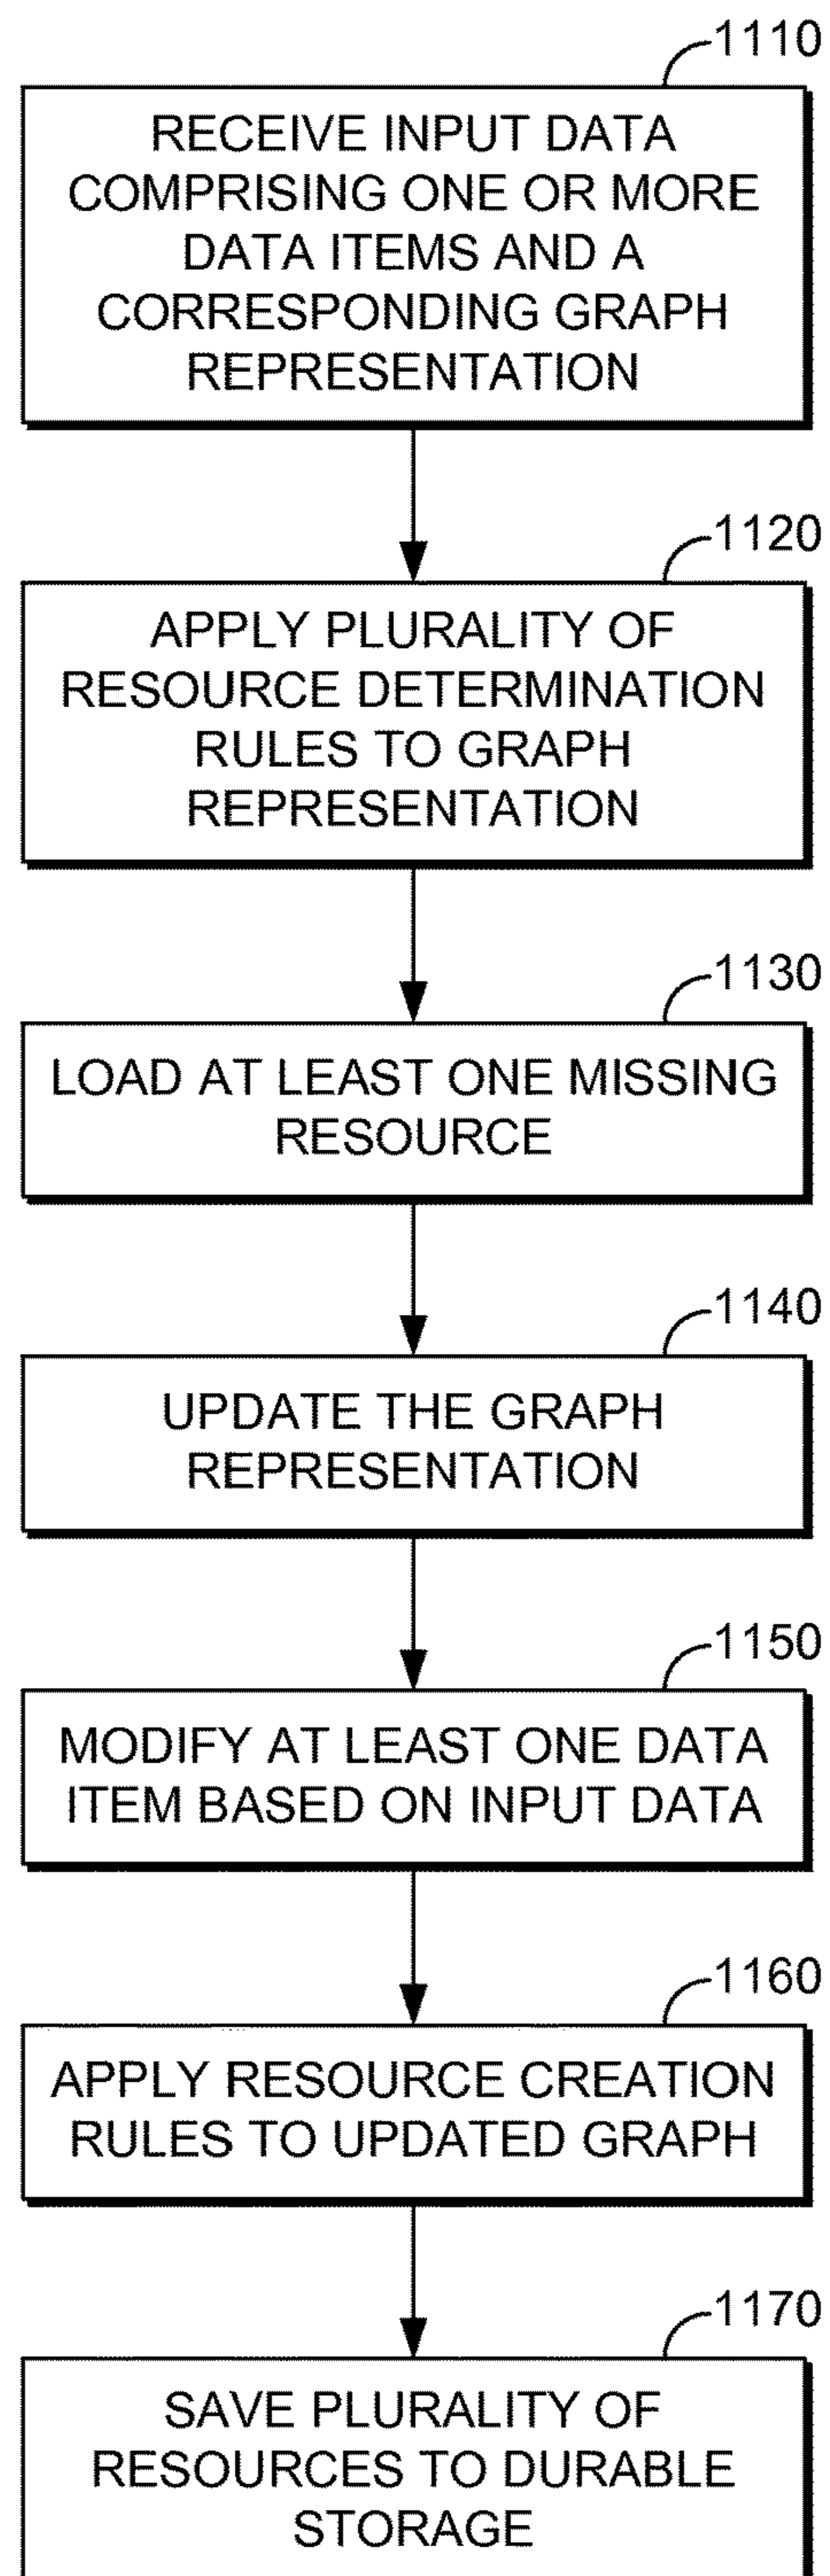 1110
RECEIVE INPUT DATA
COMPRISING ONE OR MORE
DATA ITEMS AND A
CORRESPONDING GRAPH
REPRESENTATION
1120
APPLY PLURALITY OF
RESOURCE DETERMINATION
RULES TO GRAPH
REPRESENTATION
1130
LOAD AT LEAST ONE MISSING
RESOURCE
1140
UPDATE THE GRAPH
REPRESENTATION
1150
MODIFY AT LEAST ONE DATA
ITEM BASED ON INPUT DATA
1160
APPLY RESOURCE CREATION
RULES TO UPDATED GRAPH
1170
SAVE PLURALITY OF
RESOURCES TO DURABLE
STORAGE